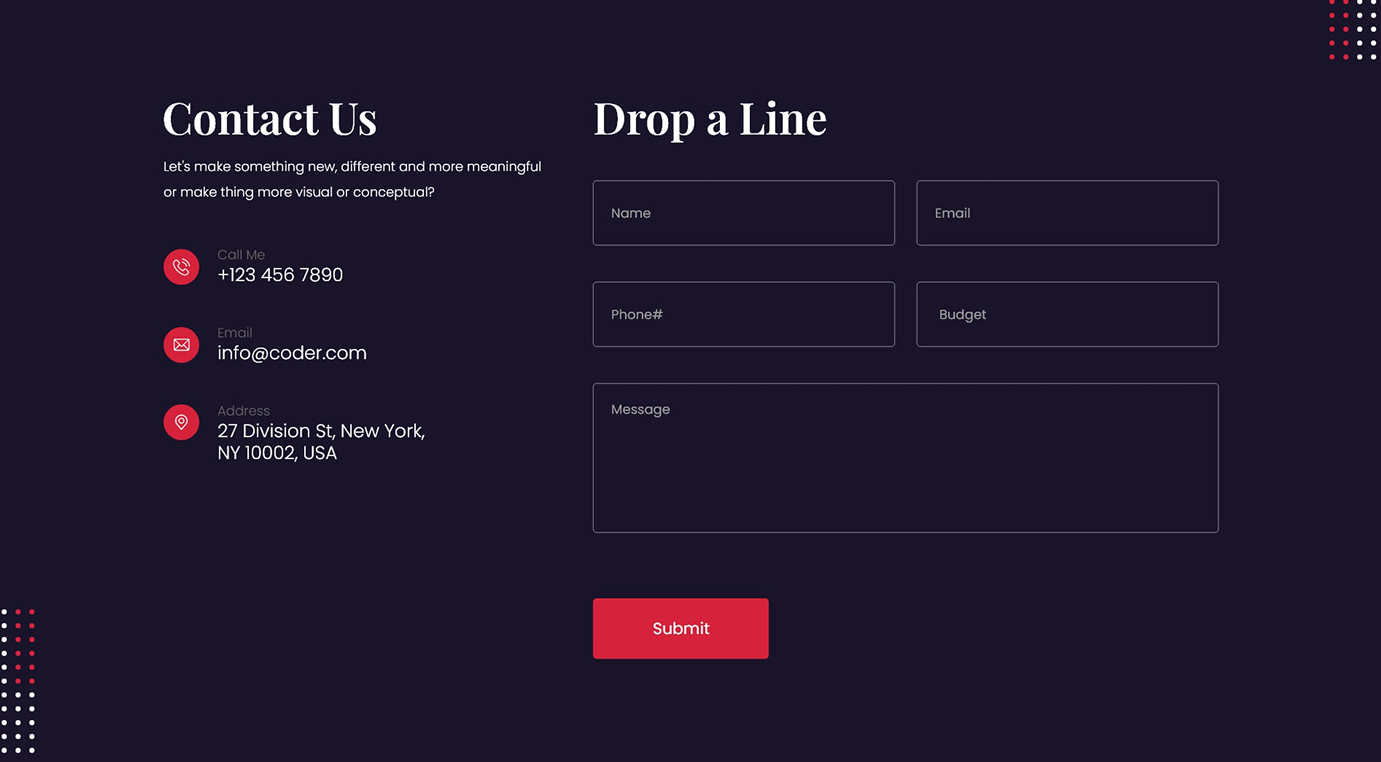 Contact Us
Let's make something new, different and more meaningful
or make thing more visual or conceptual?
Call Me
+123 456 7890
Email
info@coder.com
Address
27 Division St, New York,
NY 10002, USA
Drop a Line
Name
Email
Phone#
Budget
Message
Submit